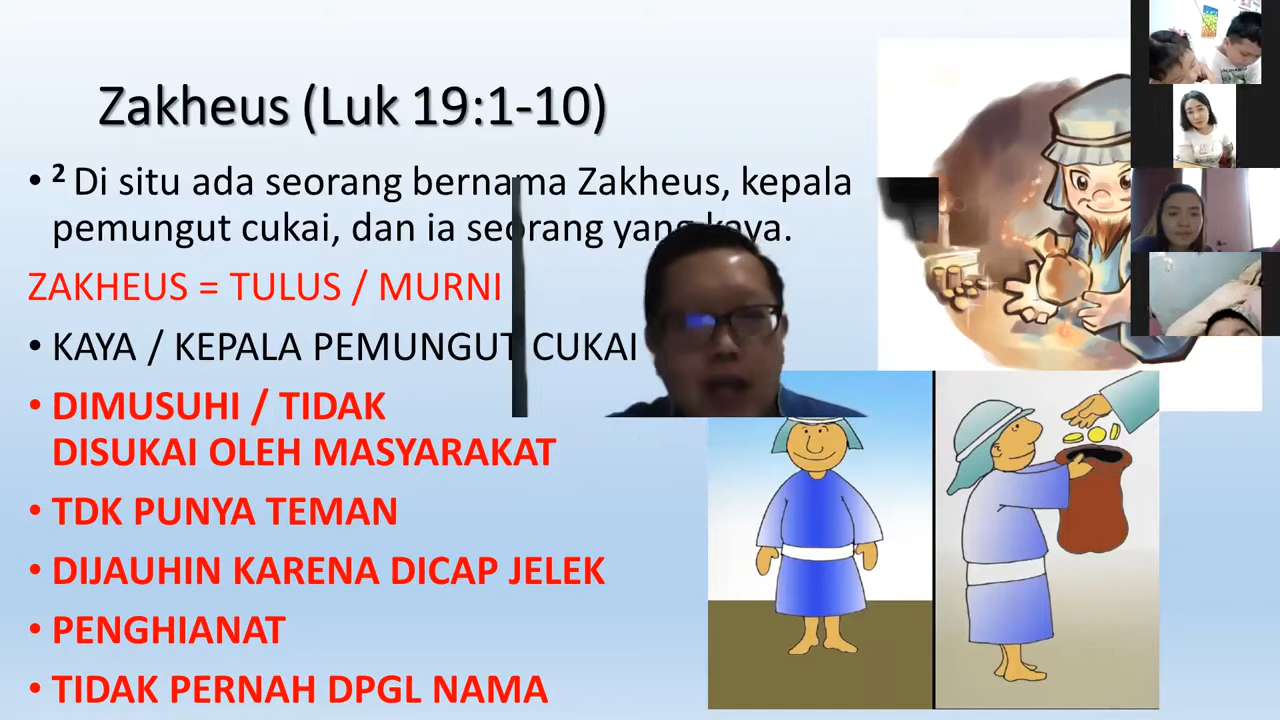 Zakheus (Luk 19:1-10)
• 2 Di situ ada seorang bernama Zakheus, kepala
pemungut cukai, dan ia seorang yang kaya.
ZAKHEUS = TULUS / MURNI
• KAYA / KEPALA PEMUNGUT CUKAI
• DIMUSUHI / TIDAK
DISUKAI OLEH MASYARAKAT
• TDK PUNYA TEMAN
• DIJAUHIN KARENA DICAP JELEK
• PENGHIANAT
• TIDAK PERNAH DPGL NAMA